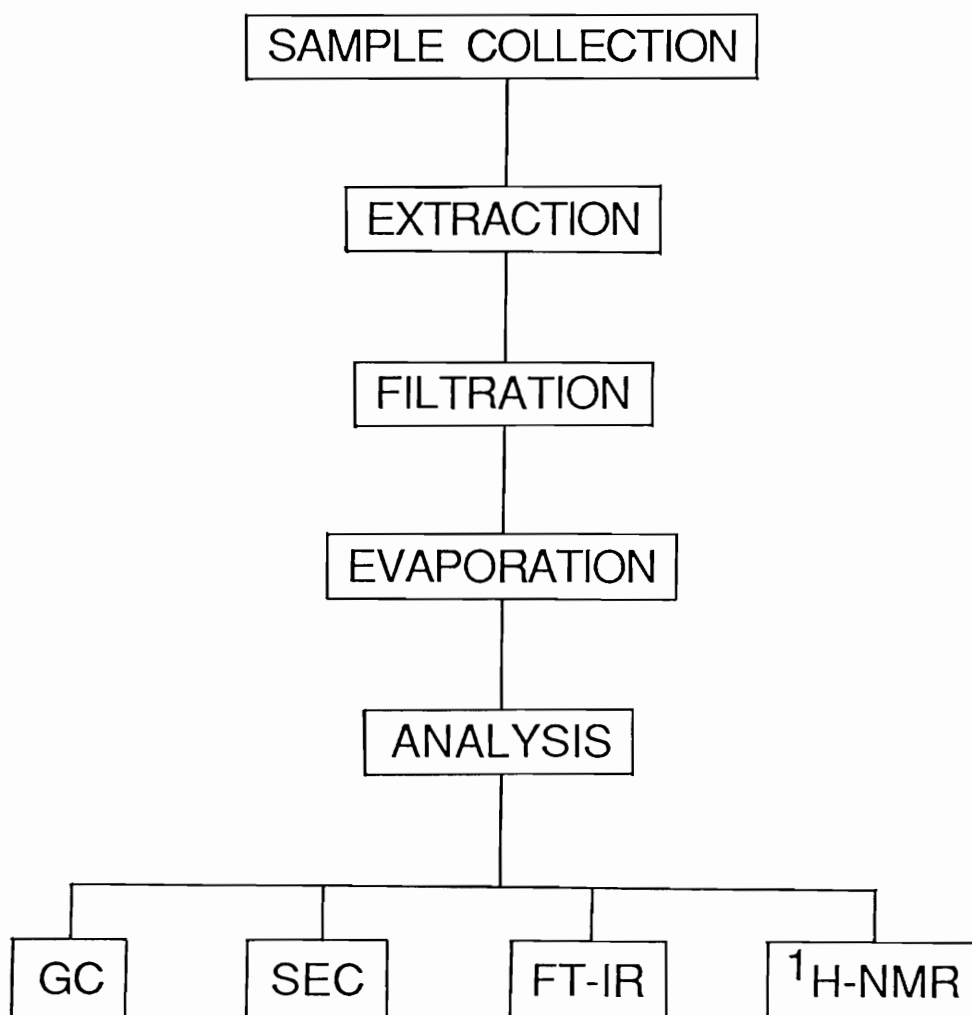 SAMPLE COLLECTION
EXTRACTION
FILTRATION
EVAPORATION
ANALYSIS
GC
SEC
FT-IR
¹H-NMR